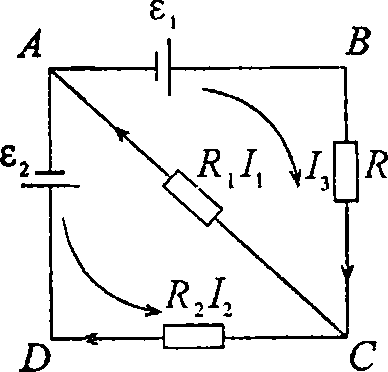 ε₁
A B
ε₂
R₁I₁ I₃ R
R₂I₂
D C